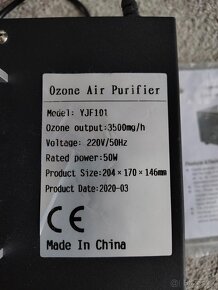 Ozone Air Purifier
Model: YJF101
Ozone output:3500mg/h
Voltage: 220V/50Hz
Rated power:50W
Product Size:204×170×146mm
Product Date:2020-03
CE
Made In China